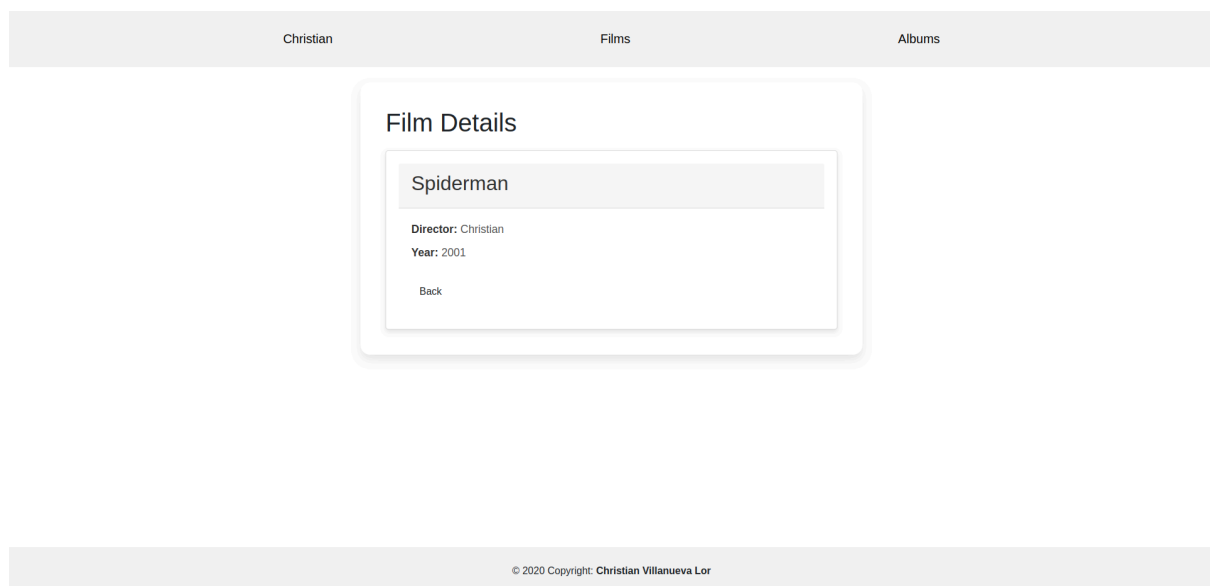 Christian Films Albums
Film Details
Spiderman
Director: Christian
Year: 2001
Back
© 2020 Copyright: Christian Villanueva Lor